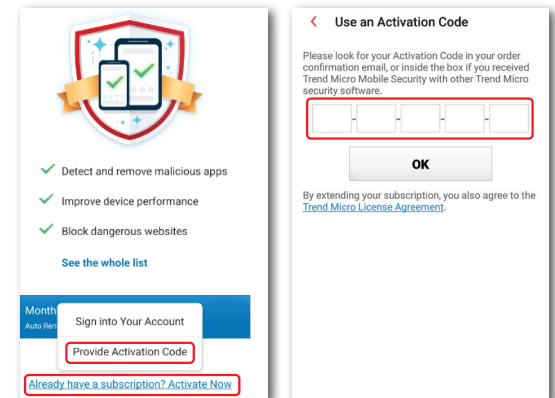 Detect and remove malicious apps
Improve device performance
Block dangerous websites
See the whole list
Month
Auto Ren
Sign into Your Account
Provide Activation Code
Already have a subscription? Activate Now
Use an Activation Code
Please look for your Activation Code in your order
confirmation email, or inside the box if you received
Trend Micro Mobile Security with other Trend Micro
security software.
- - - -
OK
By extending your subscription, you also agree to the
Trend Micro License Agreement.